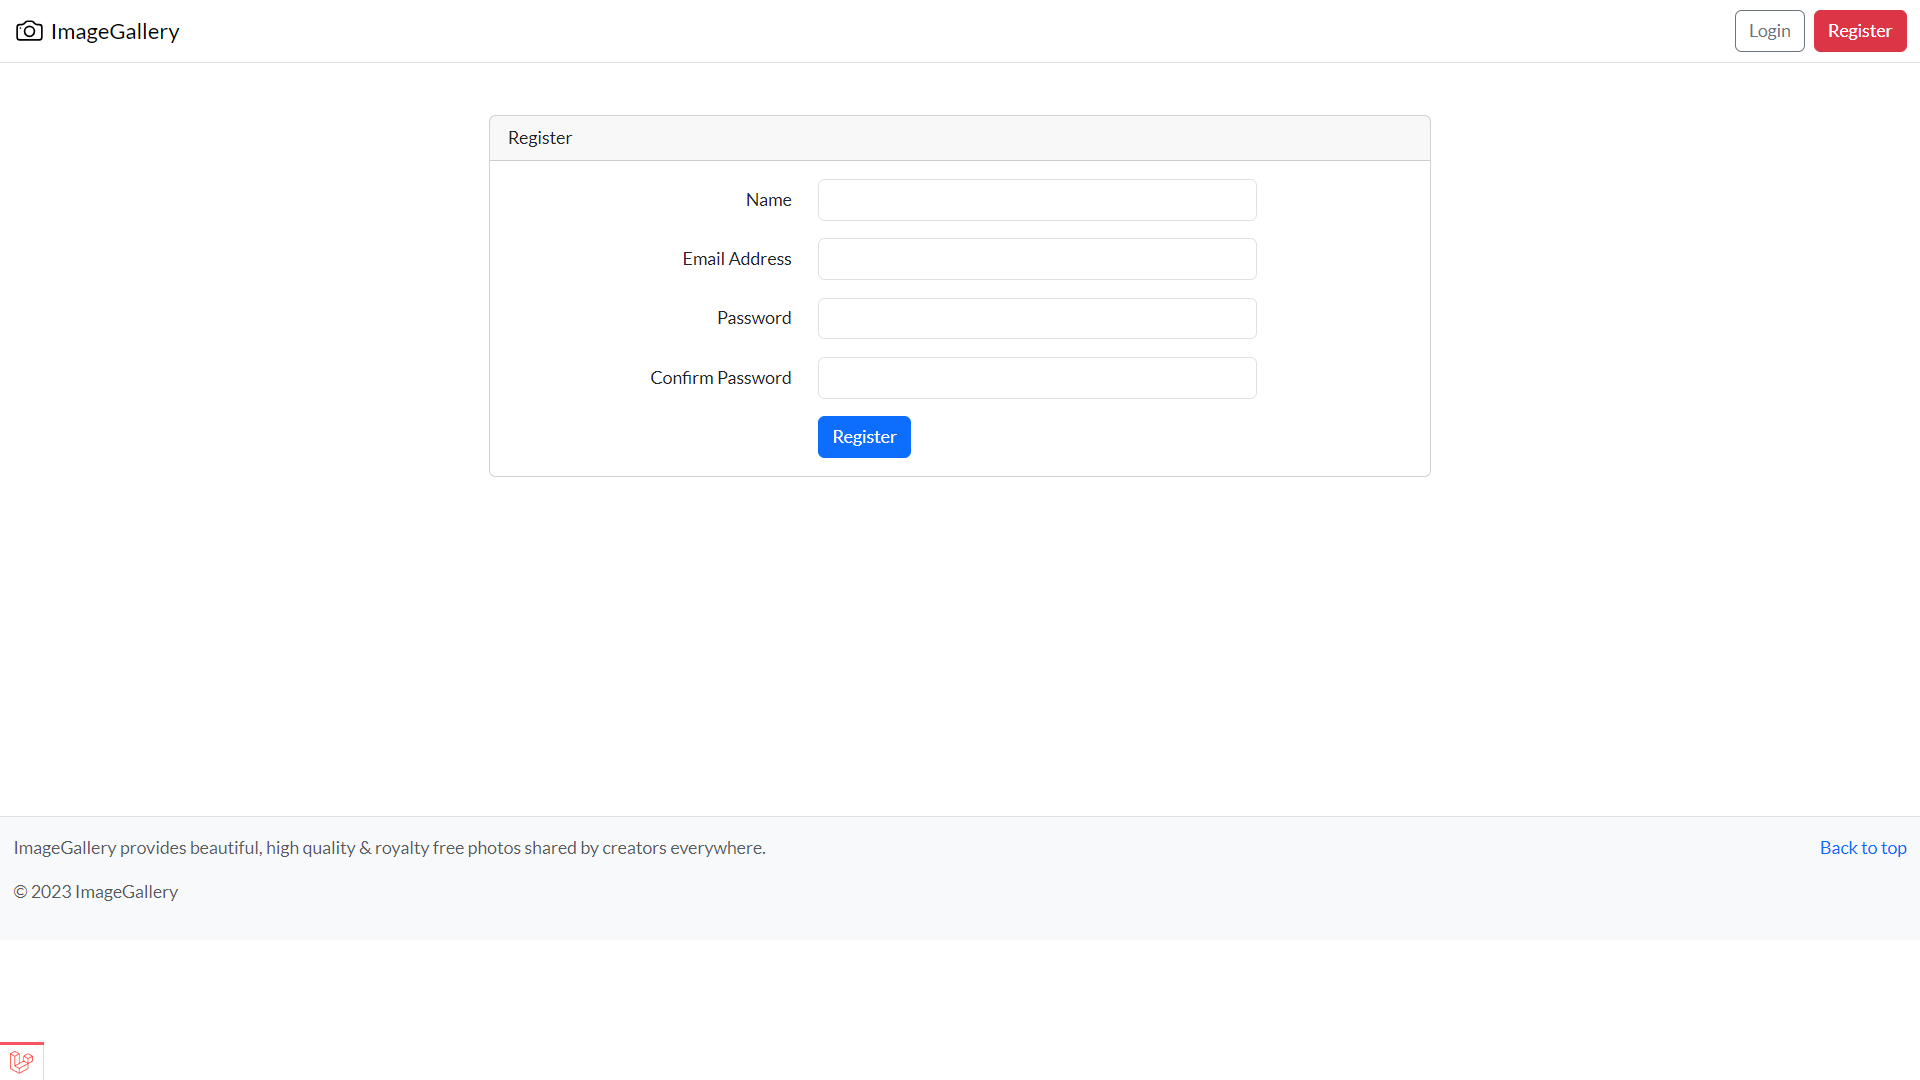 ImageGallery
Login
Register
Register
Name
Email Address
Password
Confirm Password
Register
ImageGallery provides beautiful, high quality & royalty free photos shared by creators everywhere.
Back to top
© 2023 ImageGallery